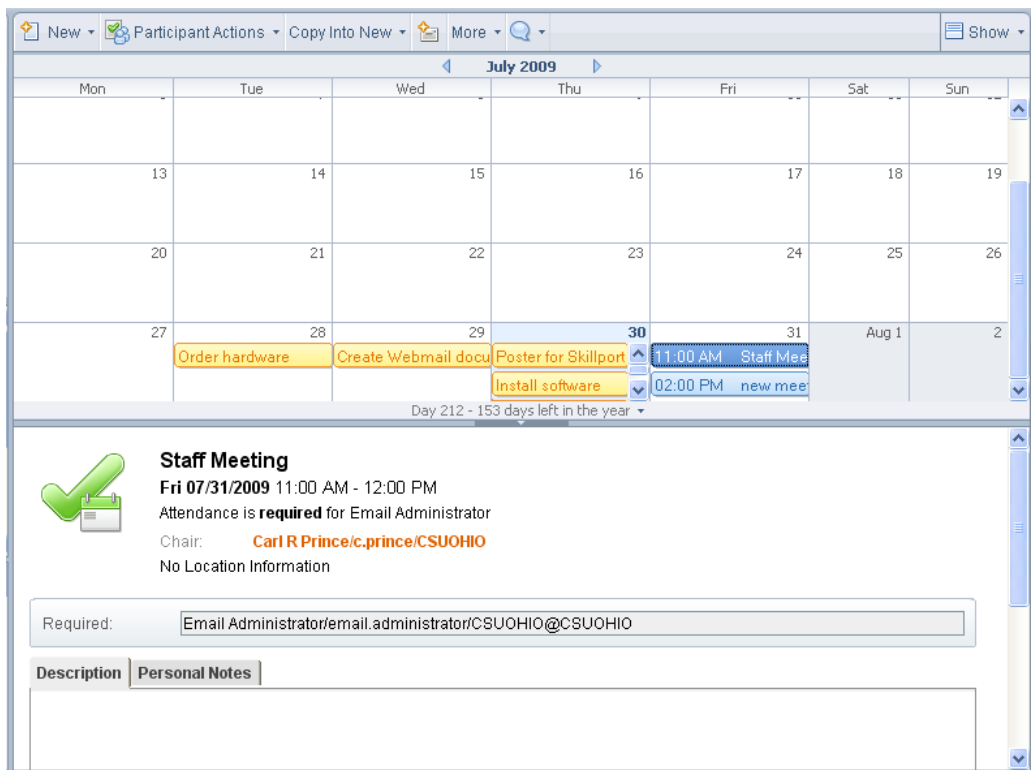 New Participant Actions Copy Into New More Show
July 2009
Mon Tue Wed Thu Fri Sat Sun
13 14 15 16 17 18 19
20 21 22 23 24 25 26
27 28 29 30 31 Aug 1 2
Order hardware Create Webmail docu Poster for Skillport 11:00 AM Staff Mee
Install software 02:00 PM new mee
Day 212 - 153 days left in the year
Staff Meeting
Fri 07/31/2009 11:00 AM - 12:00 PM
Attendance is required for Email Administrator
Chair: Carl R Prince/c.prince/CSUOHIO
No Location Information
Required: Email Administrator/email.administrator/CSUOHIO@CSUOHIO
Description Personal Notes